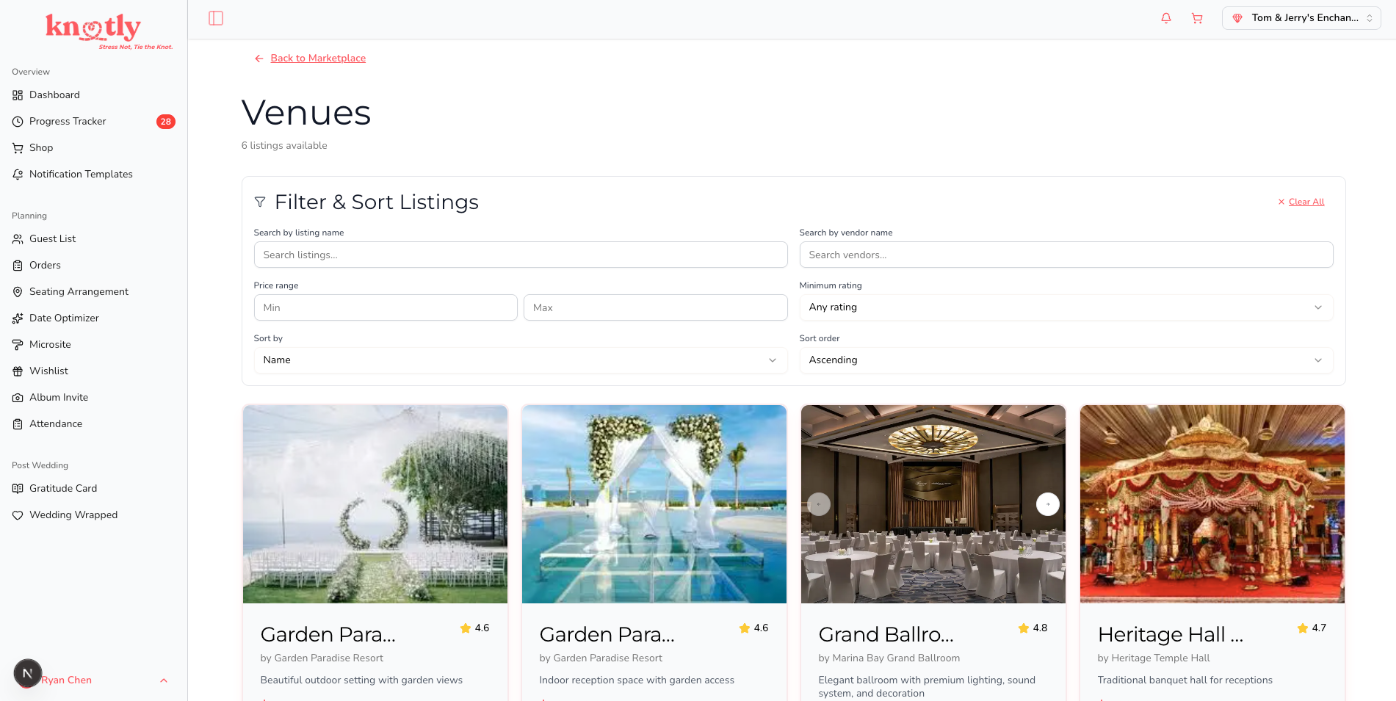 knotly
Stress Not, Tie the Knot.
Tom & Jerry's Enchan...
Overview
Dashboard
Progress Tracker 28
Shop
Notification Templates
Planning
Guest List
Orders
Seating Arrangement
Date Optimizer
Microsite
Wishlist
Album Invite
Attendance
Post Wedding
Gratitude Card
Wedding Wrapped
N
Ryan Chen
Back to Marketplace
Venues
6 listings available
Filter & Sort Listings
Clear All
Search by listing name
Search listings...
Search by vendor name
Search vendors...
Price range
Min
Max
Minimum rating
Any rating
Sort by
Name
Sort order
Ascending
Garden Para... 4.6
by Garden Paradise Resort
Beautiful outdoor setting with garden views
Garden Para... 4.6
by Garden Paradise Resort
Indoor reception space with garden access
Grand Ballro... 4.8
by Marina Bay Grand Ballroom
Elegant ballroom with premium lighting, sound
system, and decoration
Heritage Hall ... 4.7
by Heritage Temple Hall
Traditional banquet hall for receptions